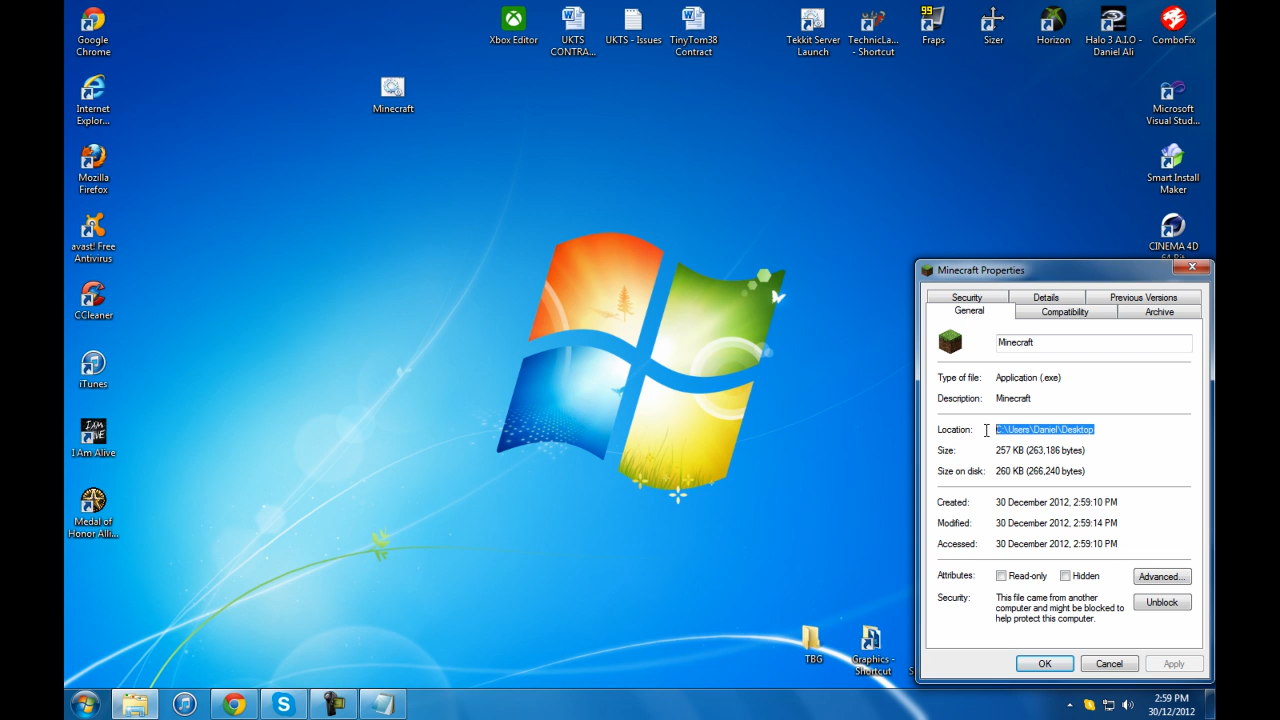 Google
Chrome
Internet
Explor...
Mozilla
Firefox
avast! Free
Antivirus
CCleaner
iTunes
I AM
ALIVE
I Am Alive
Medal of
Honor Alli...
Minecraft
Xbox Editor
UKTS
CONTRA...
UKTS - Issues
TinyTom38
Contract
Tekkit Server
Launch
TechnicLa...
- Shortcut
99
Fraps
Sizer
Horizon
Halo 3 A.I.O -
Daniel Ali
ComboFix
Microsoft
Visual Stud...
Smart Install
Maker
CINEMA 4D
64 Bit
TBG
Graphics -
Shortcut
S
Minecraft Properties
Security
Details
Previous Versions
General
Compatibility
Archive
Minecraft
Type of file: Application (.exe)
Description: Minecraft
Location: C:\Users\Daniel\Desktop
Size: 257 KB (263,186 bytes)
Size on disk: 260 KB (266,240 bytes)
Created: 30 December 2012, 2:59:10 PM
Modified: 30 December 2012, 2:59:14 PM
Accessed: 30 December 2012, 2:59:10 PM
Attributes: Read-only Hidden Advanced...
Security: This file came from another
computer and might be blocked to
help protect this computer.
Unblock
OK Cancel Apply
2:59 PM
30/12/2012